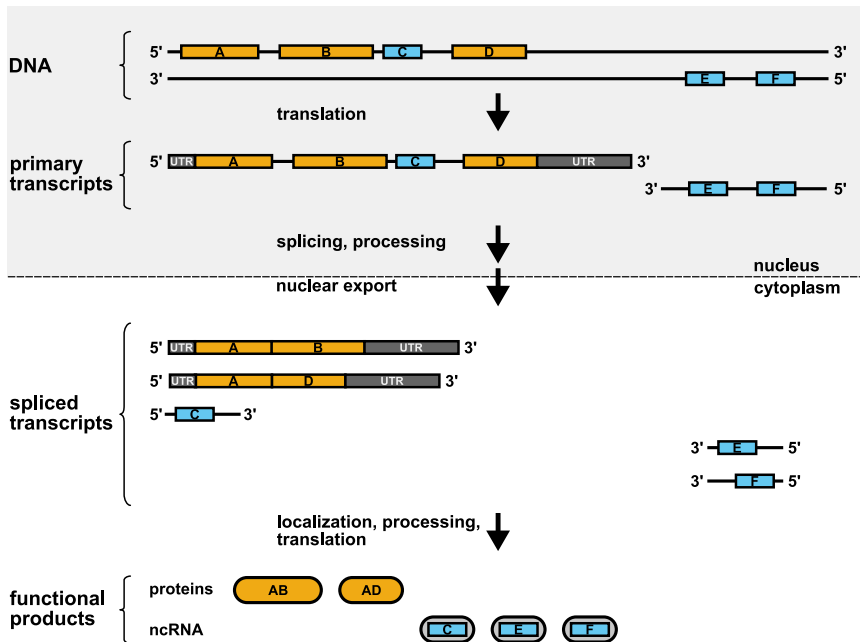 DNA
5' A B C D 3'
3' E F 5'
translation
primary
transcripts
5' UTR A B C D UTR 3'
3' E F 5'
splicing, processing
nucleus
nuclear export
cytoplasm
spliced
transcripts
5' UTR A B UTR 3'
5' UTR A D UTR 3'
5' C 3'
3' E 5'
3' F 5'
localization, processing,
translation
functional
products
proteins AB AD
ncRNA C E F